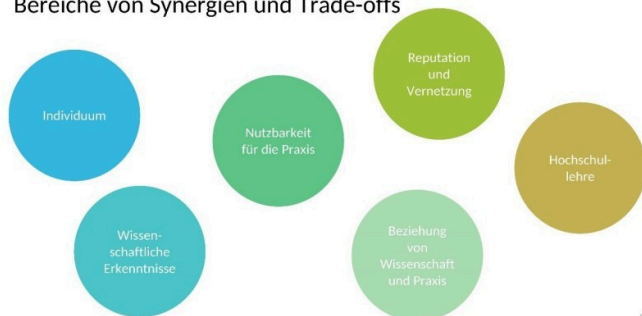 Bereiche von Synergien und Trade-offs
Individuum
Wissen-
schaftliche
Erkenntnisse
Nutzbarkeit
für die Praxis
Reputation
und
Vernetzung
Beziehung
von
Wissenschaft
und Praxis
Hochschul-
lehre